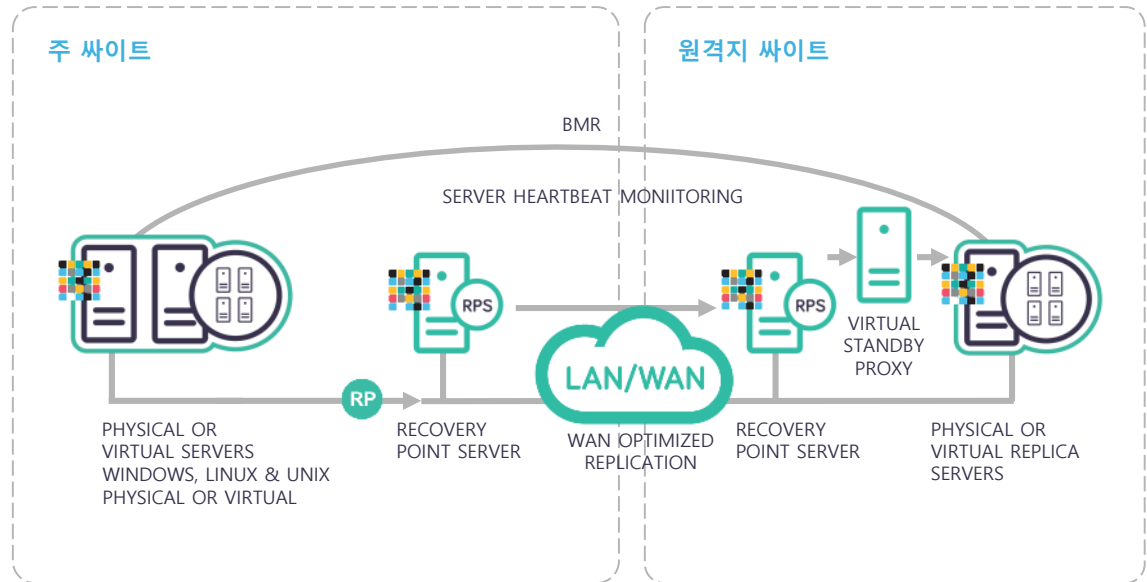 주 싸이트
원격지 싸이트
BMR
SERVER HEARTBEAT MONIITORING
RPS
RPS
VIRTUAL
STANDBY
PROXY
LAN/WAN
RP
PHYSICAL OR
VIRTUAL SERVERS
WINDOWS, LINUX & UNIX
PHYSICAL OR VIRTUAL
RECOVERY
POINT SERVER
WAN OPTIMIZED
REPLICATION
RECOVERY
POINT SERVER
PHYSICAL OR
VIRTUAL REPLICA
SERVERS